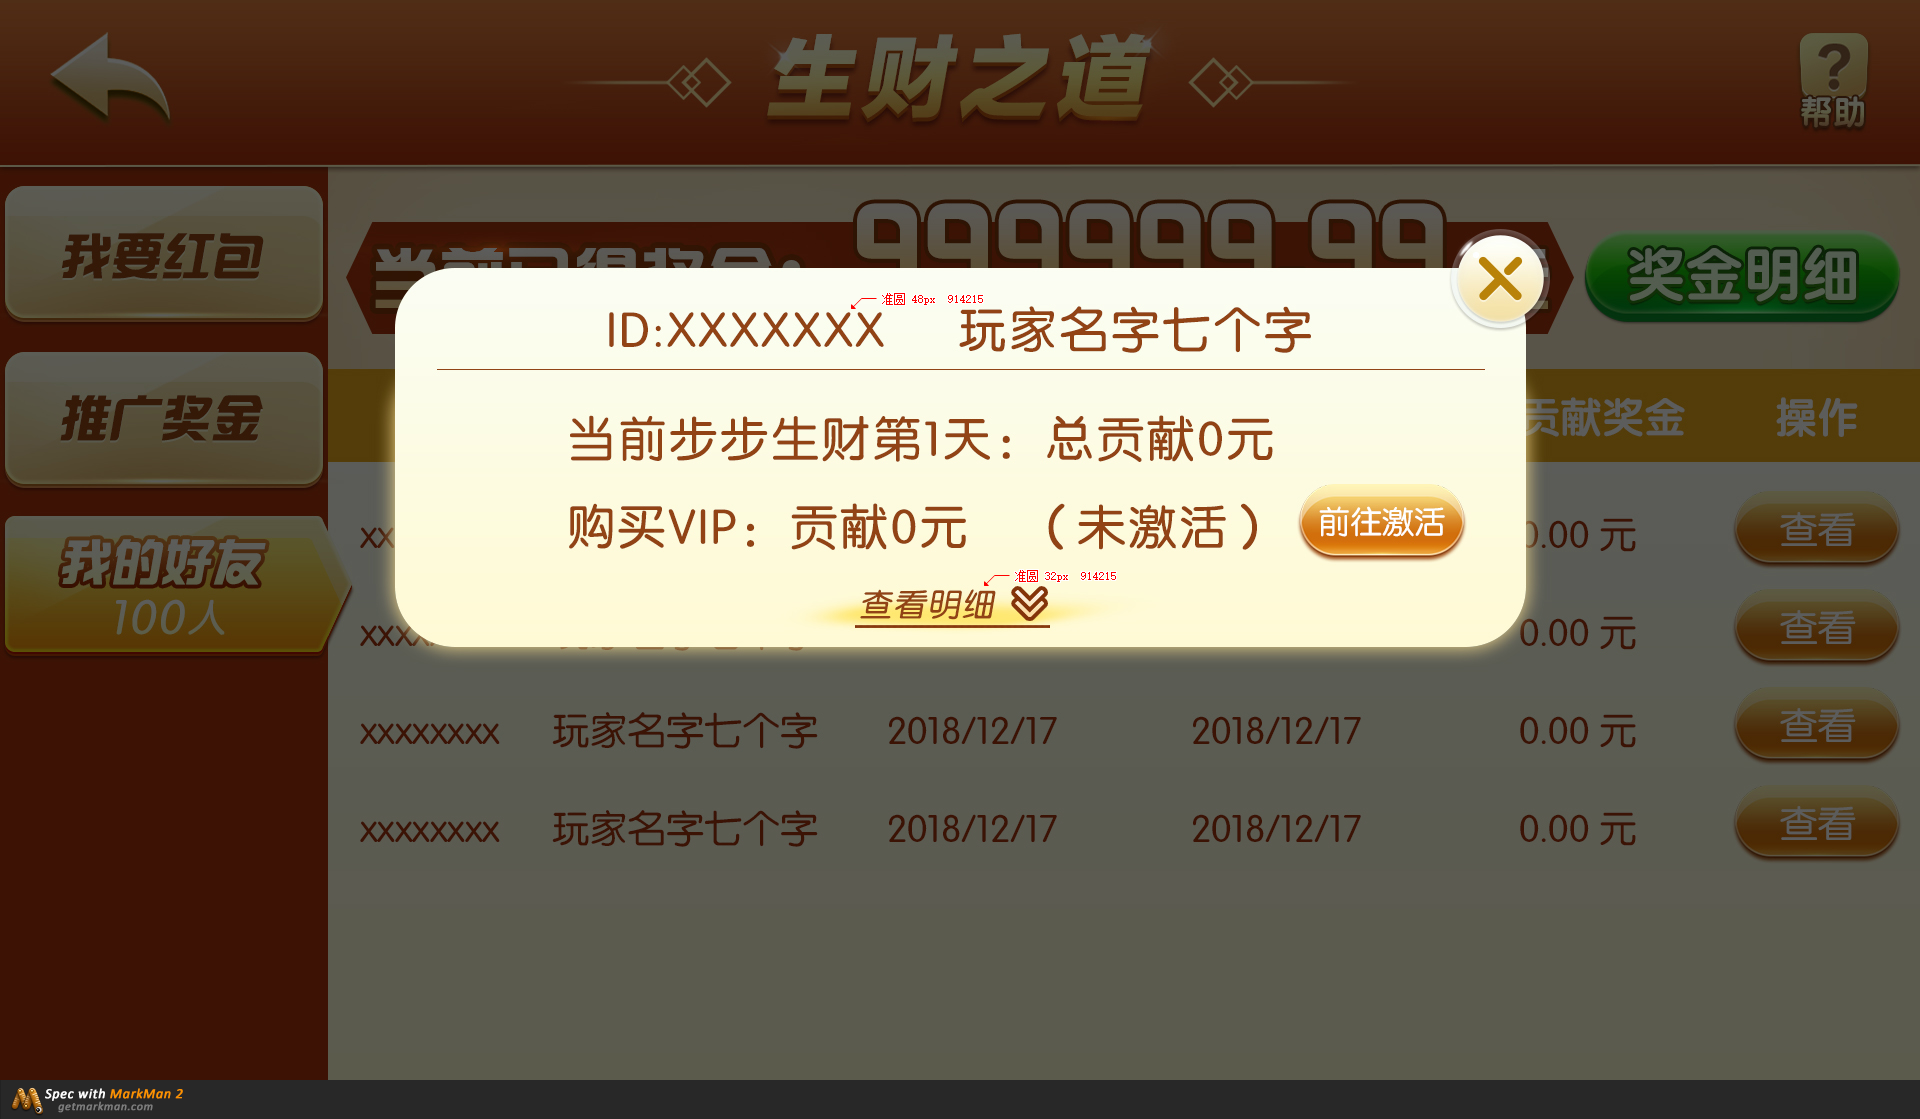 生财之道
帮助
我要红包
推广奖金
我的好友
100人
999999 99
当前已得奖金:
奖金明细
准圆 48px 914215
ID:XXXXXXX 玩家名字七个字
当前步步生财第1天：总贡献0元
购买VIP：贡献0元 （未激活） 前往激活
准圆 32px 914215
查看明细
贡献奖金 操作
0.00 元 查看
0.00 元 查看
xxxxxxxx 玩家名字七个字 2018/12/17 2018/12/17 0.00 元 查看
xxxxxxxx 玩家名字七个字 2018/12/17 2018/12/17 0.00 元 查看
Spec with MarkMan 2
getmarkman.com